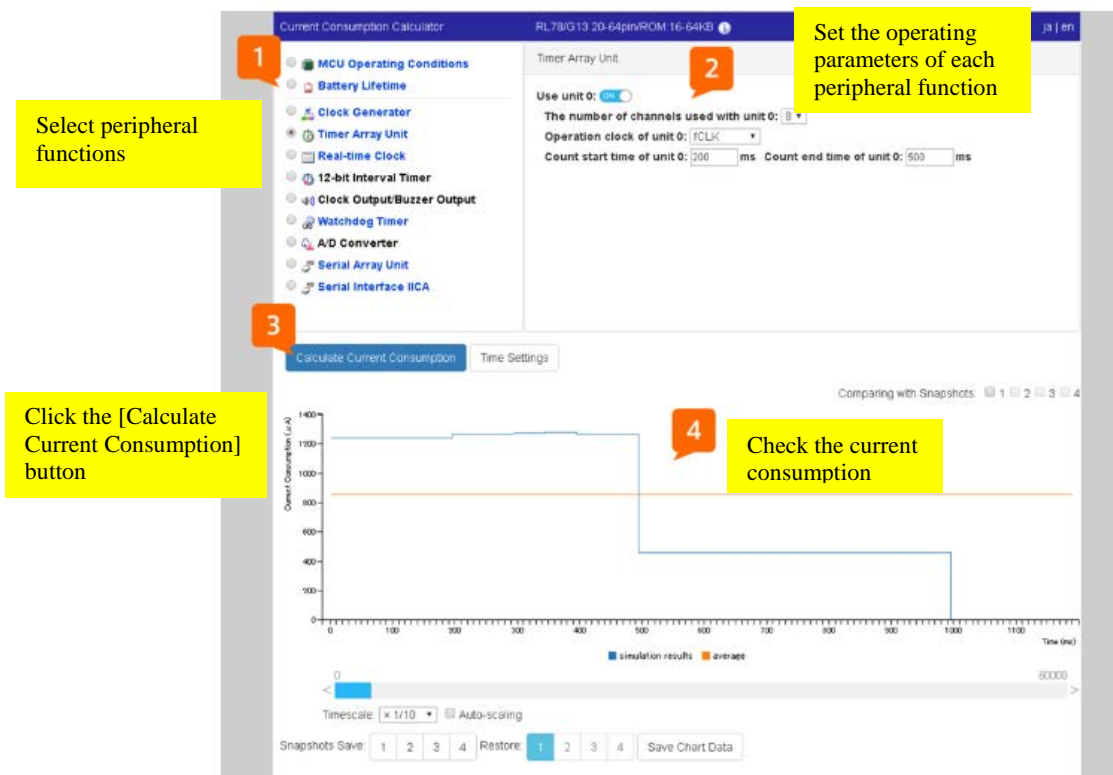 Current Consumption Calculator
RL78/G13 20-64pin/ROM 16-64KB
ja | en
1
MCU Operating Conditions
Battery Lifetime
Clock Generator
Timer Array Unit
Real-time Clock
12-bit Interval Timer
Clock Output/Buzzer Output
Watchdog Timer
A/D Converter
Serial Array Unit
Serial Interface IICA
Select peripheral
functions
Timer Array Unit
2
Set the operating
parameters of each
peripheral function
Use unit 0: ON
The number of channels used with unit 0: 8
Operation clock of unit 0: fCLK
Count start time of unit 0: 200 ms Count end time of unit 0: 500 ms
3
Calculate Current Consumption
Time Settings
Click the [Calculate
Current Consumption]
button
Comparing with Snapshots: 1 2 3 4
4
Check the current
consumption
Current Consumption (μA)
1400
1200
1000
800
600
400
200
0
0 100 200 300 400 500 600 700 800 900 1000 1100
Time (ms)
simulation results average
0 60000
< >
Timescale: × 1/10 Auto-scaling
Snapshots Save: 1 2 3 4 Restore: 1 2 3 4 Save Chart Data